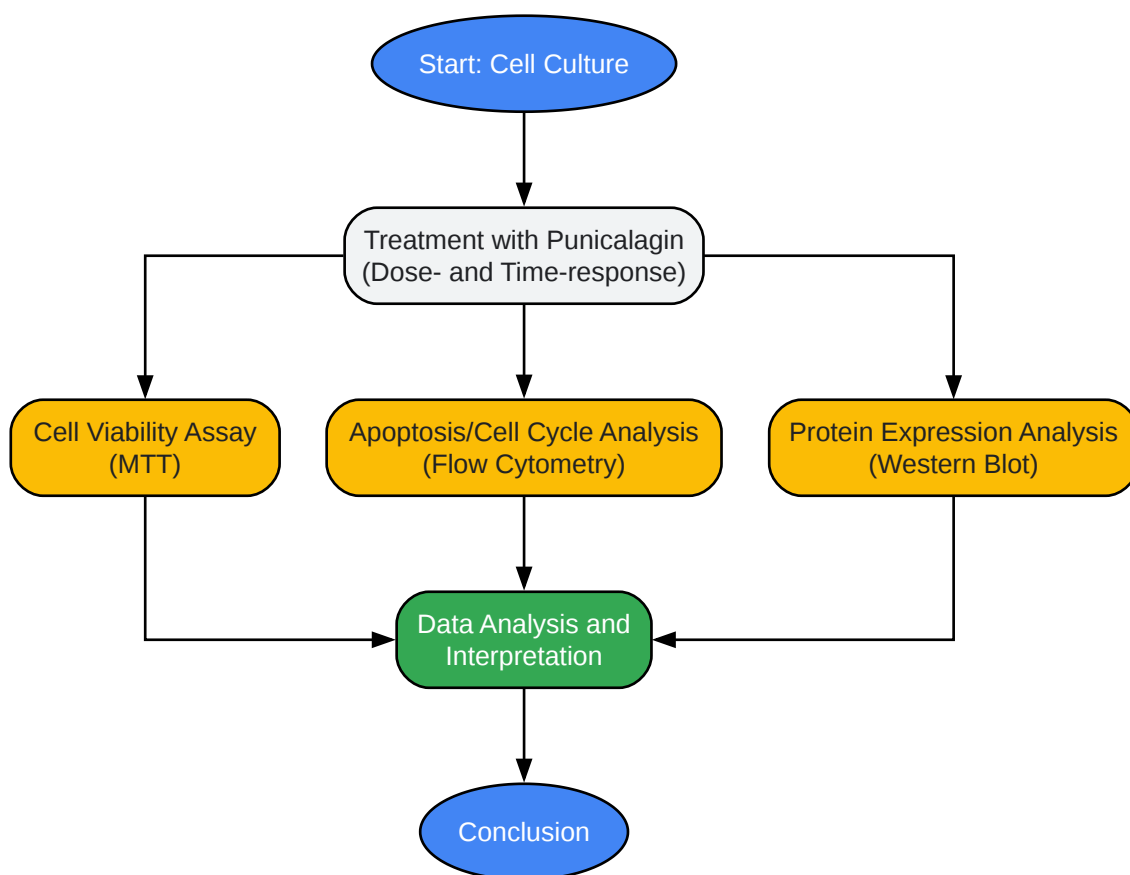 Start: Cell Culture
Treatment with Punicalagin
(Dose- and Time-response)
Cell Viability Assay
(MTT)
Apoptosis/Cell Cycle Analysis
(Flow Cytometry)
Protein Expression Analysis
(Western Blot)
Data Analysis and
Interpretation
Conclusion